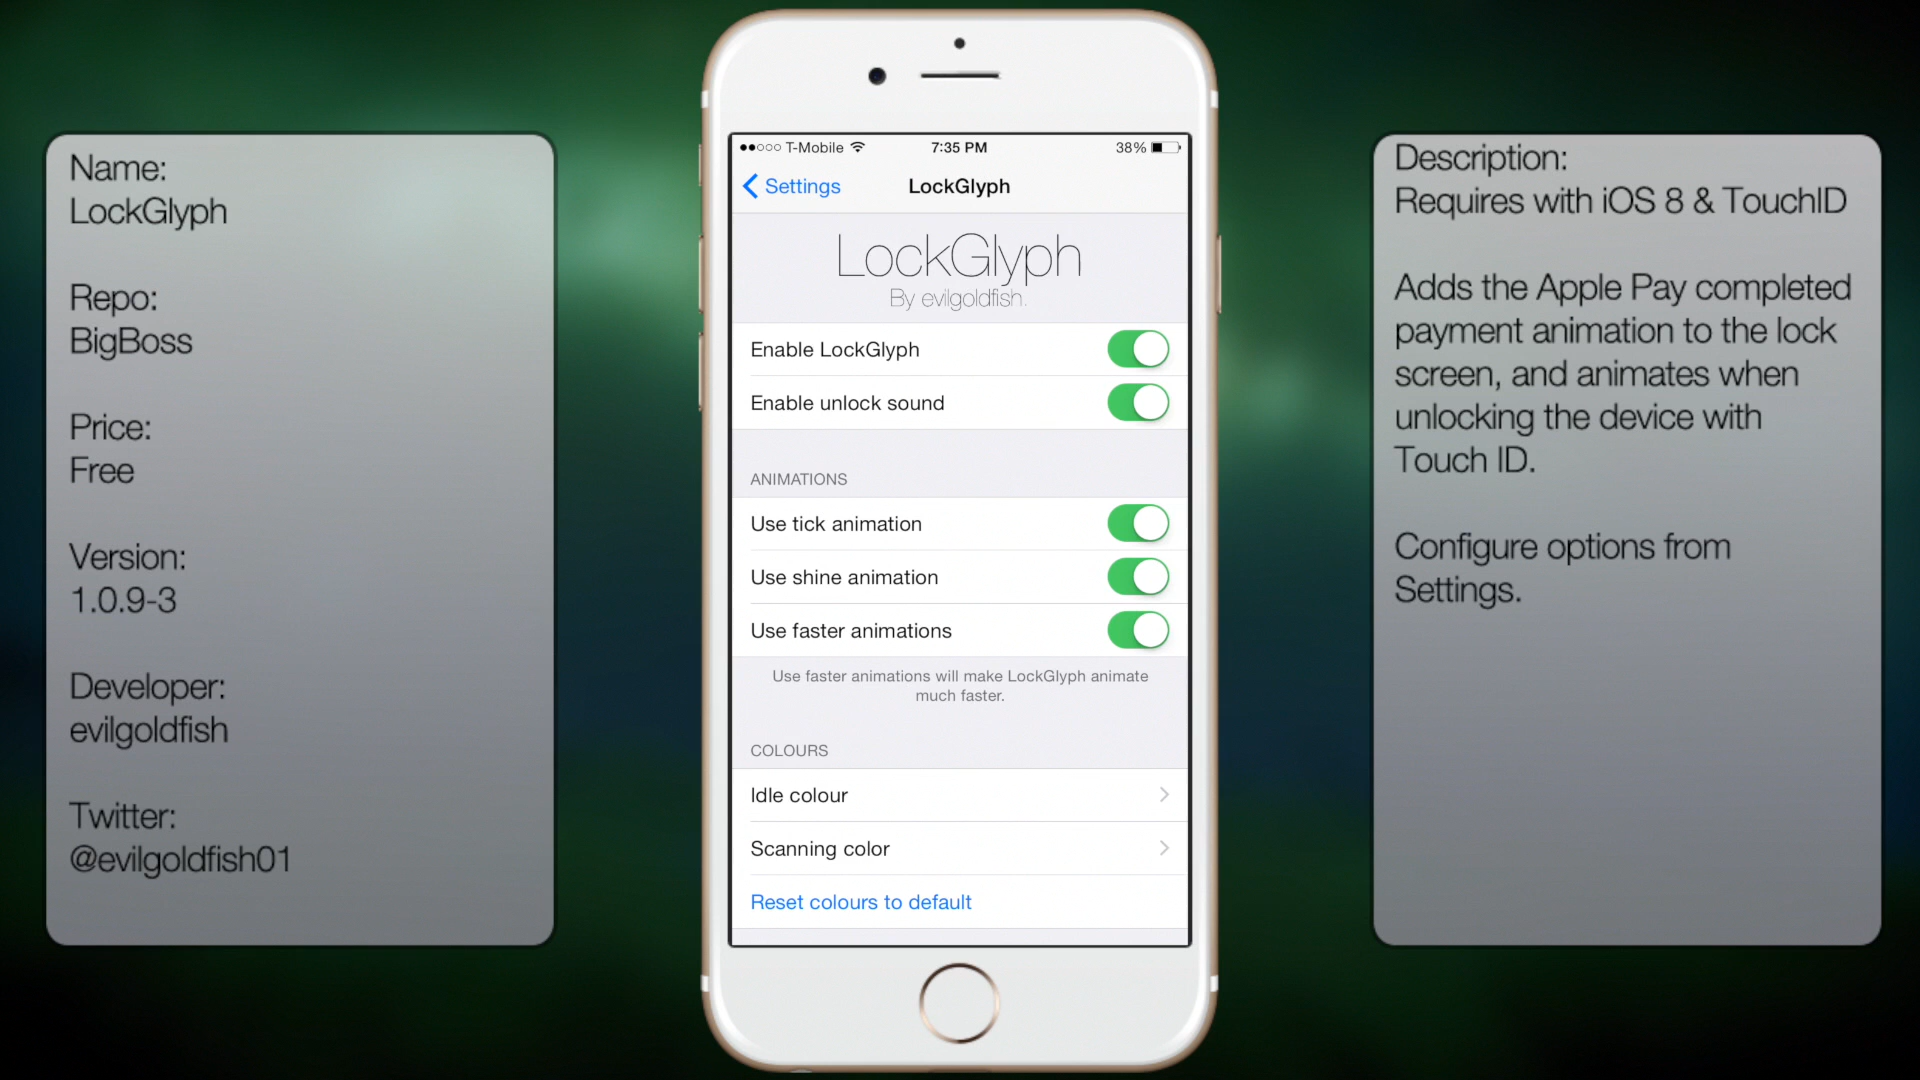 Name:
LockGlyph
Repo:
BigBoss
Price:
Free
Version:
1.0.9-3
Developer:
evilgoldfish
Twitter:
@evilgoldfish01
T-Mobile 7:35 PM 38%
Settings LockGlyph
LockGlyph
By evilgoldfish.
Enable LockGlyph
Enable unlock sound
ANIMATIONS
Use tick animation
Use shine animation
Use faster animations
Use faster animations will make LockGlyph animate
much faster.
COLOURS
Idle colour
Scanning color
Reset colours to default
Description:
Requires with iOS 8 & TouchID
Adds the Apple Pay completed
payment animation to the lock
screen, and animates when
unlocking the device with
Touch ID.
Configure options from
Settings.